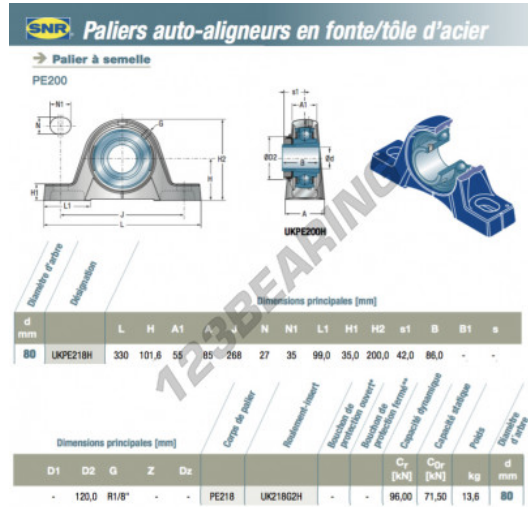 SNR Paliers auto-aligneurs en fonte/tôle d'acier
Palier à semelle
PE200
N1
N
G
H2
H
H1
L1
J
L
s1
A1
ØD2
B
Ød
A
UKPE200H
123BEARING
Diamètre d'arbre
Désignation
Dimensions principales [mm]
d mm L H A1 A J N N1 L1 H1 H2 s1 B B1 s
80 UKPE218H 330 101,6 55 85 268 27 35 99,0 35,0 200,0 42,0 86,0 - -
Dimensions principales [mm]
Corps de palier
Roulement-insert
Bouchon de protection ouvert*
Bouchon de protection fermé**
Capacité dynamique
Capacité statique
Poids
Diamètre d'arbre
D1 D2 G Z Dz Cr [kN] C0r [kN] kg d mm
- 120,0 R1/8" - - PE218 UK218G2H - - 96,00 71,50 13,6 80